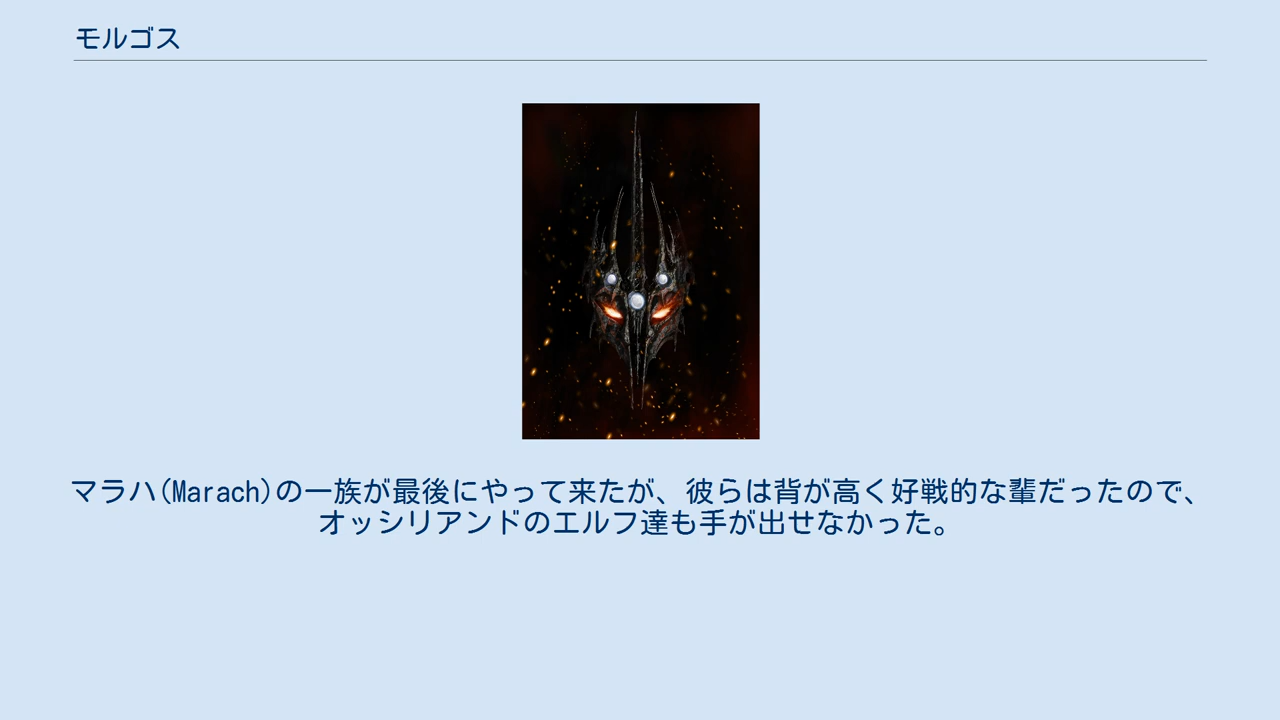 モルゴス
マラハ(Marach)の一族が最後にやって来たが、彼らは背が高く好戦的な輩だったので、
オッシリアンドのエルフ達も手が出せなかった。